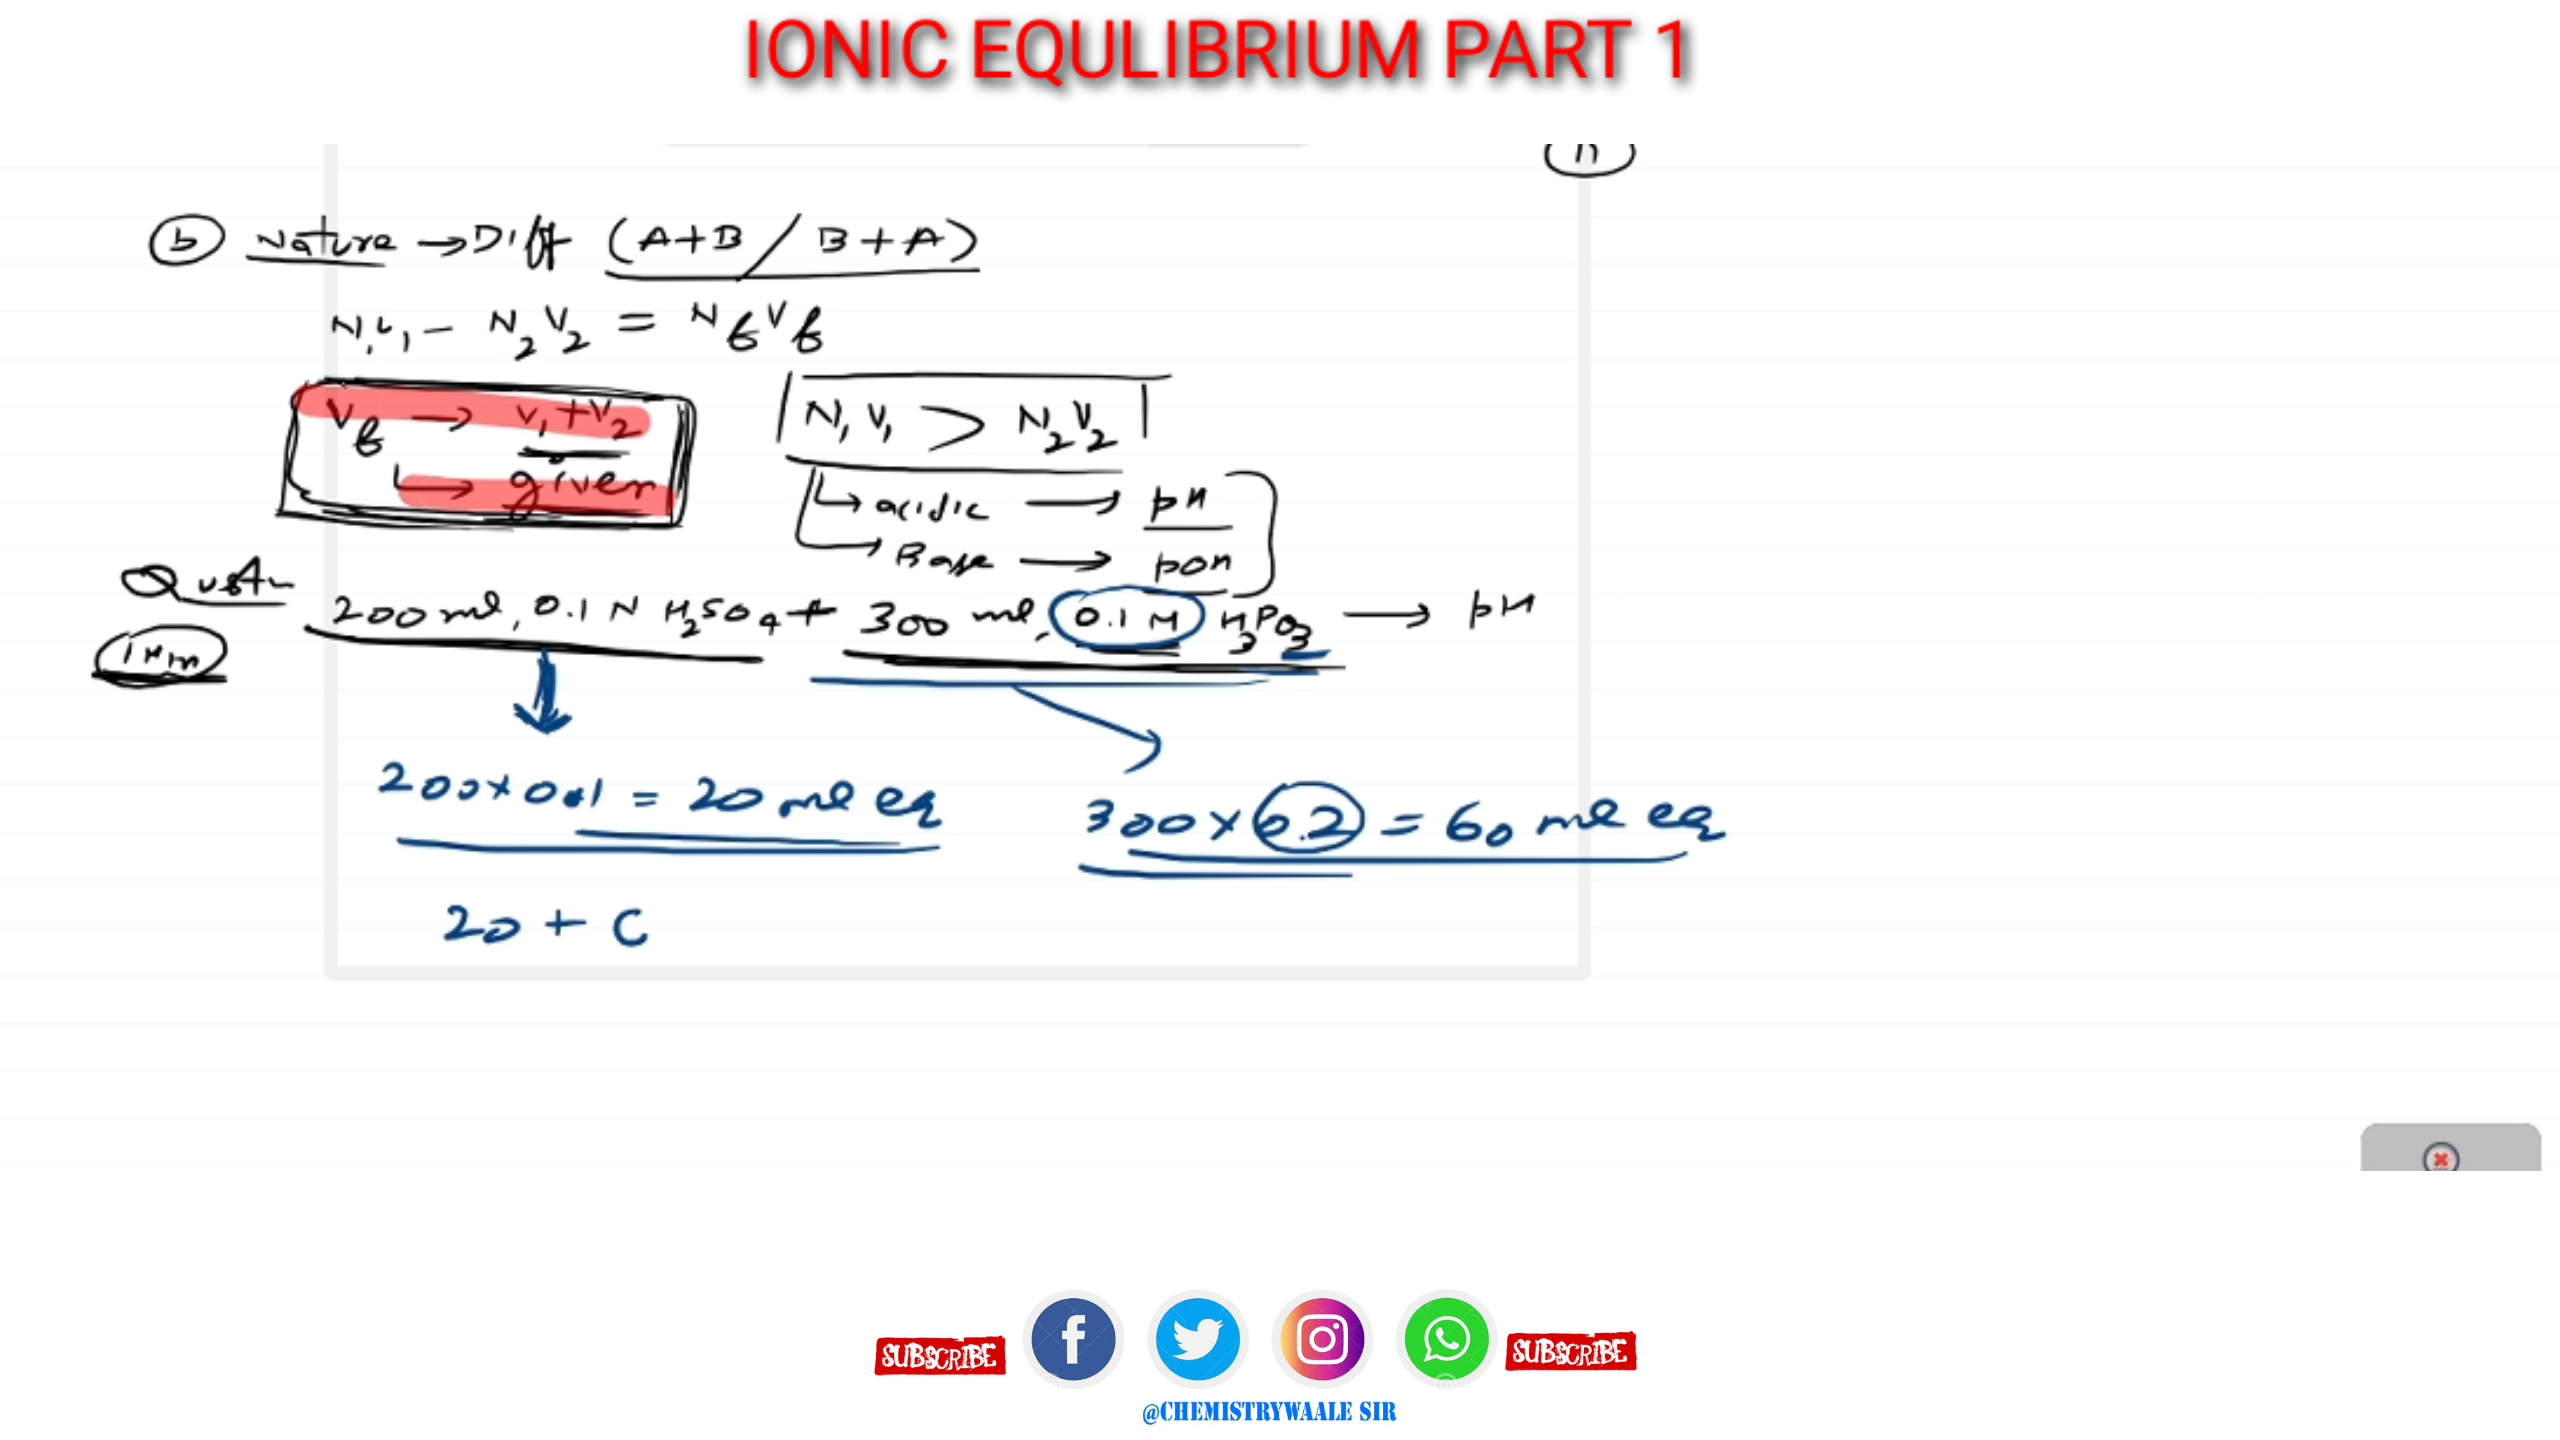 IONIC EQULIBRIUM PART 1
(b) Nature → Diff (A+B / B+A)
N₁V₁ – N₂V₂ = NfVf
Vf → V₁+V₂
↳ given
N₁V₁ > N₂V₂
↳ acidic → pH
→ Base → pOH
200 ml, 0.1 N H₂SO₄ + 300 ml, 0.1 M H₃PO₃ → pH
200×0.1 = 20 ml eq
300×0.2 = 60 ml eq
20 + C
SUBSCRIBE
SUBSCRIBE
@CHEMISTRYWAALE SIR